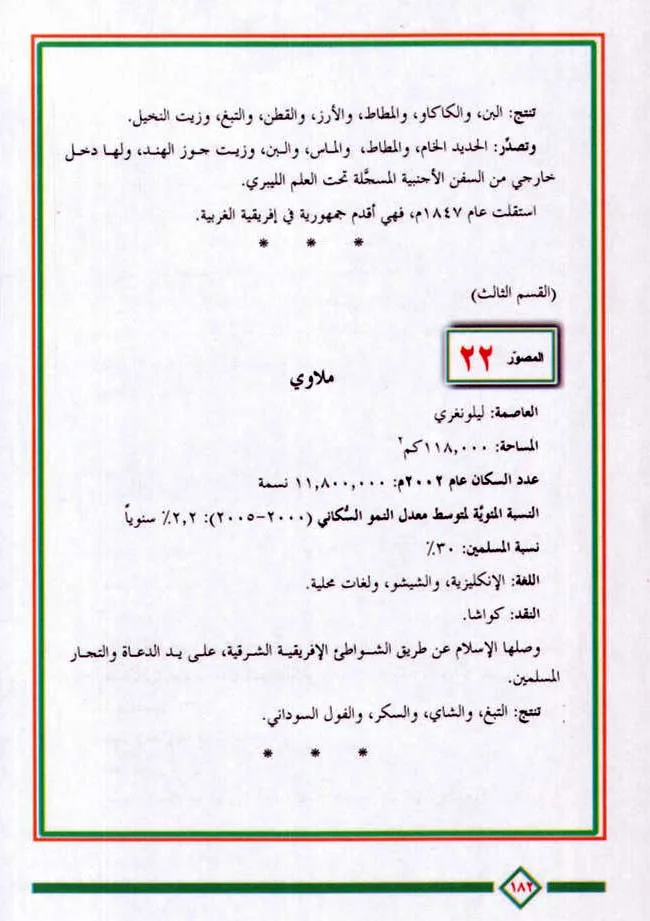 تنتج: البن، والكاكاو، والمطاط، والأرز، والقطن، والتبغ، وزيت النخيل.
وتصدّر: الحديد الخام، والمطاط، والماس، والبن، وزيت جوز الهند، ولها دخل
خارجي من السفن الأجنبية المسجَّلة تحت العلم الليبري.
استقلت عام ١٨٤٧م، فهي أقدم جمهورية في إفريقية الغربية.
* * *
(القسم الثالث)
المصوّر ٢٢
ملاوي
العاصمة: ليلونغري
المساحة: ١١٨,٠٠٠كم٢
عدد السكان عام ٢٠٠٢م: ١١,٨٠٠,٠٠٠ نسمة
النسبة المئويَّة لمتوسط معدل النمو السُّكاني (٢٠٠٠-٢٠٠٥): ٢,٢٪ سنوياً
نسبة المسلمين: ٣٠٪
اللغة: الإنكليزية، والشيشو، ولغات محلية.
النقد: كواشا.
وصلها الإسلام عن طريق الشواطئ الإفريقية الشرقية، على يد الدعاة والتجار
المسلمين.
تنتج: التبغ، والشاي، والسكر، والفول السوداني.
* * *
١٨٢